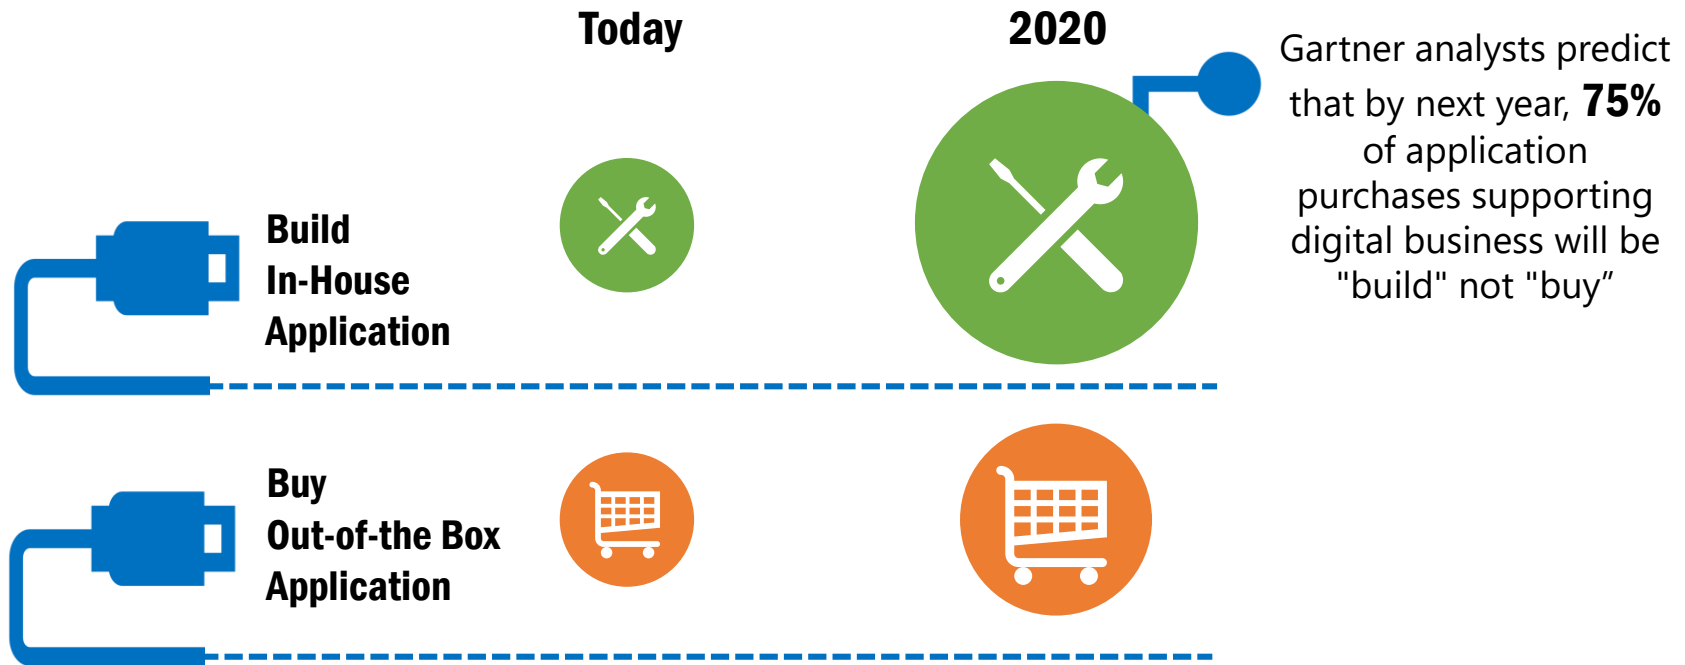 Today
2020
Gartner analysts predict
that by next year, 75%
of application
purchases supporting
digital business will be
"build" not "buy”
Build
In-House
Application
Buy
Out-of-the Box
Application